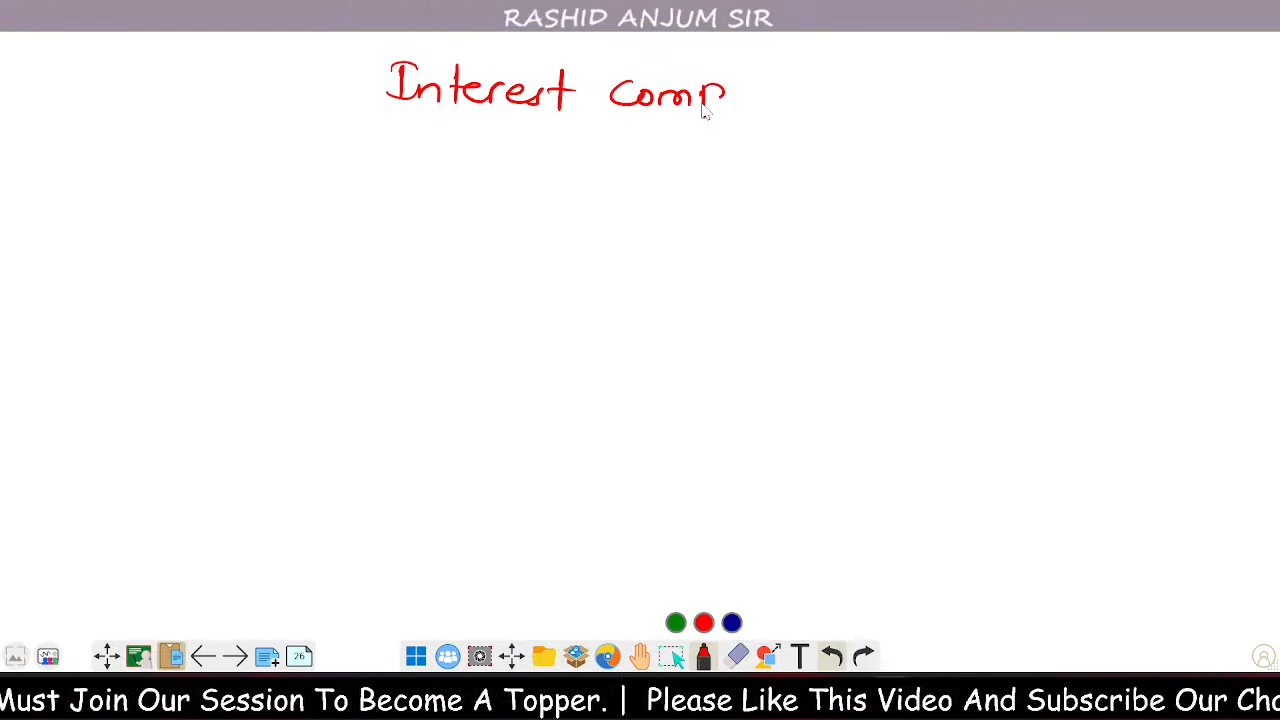 RASHID ANJUM SIR
Interest comp
26
Must Join Our Session To Become A Topper. | Please Like This Video And Subscribe Our Cha